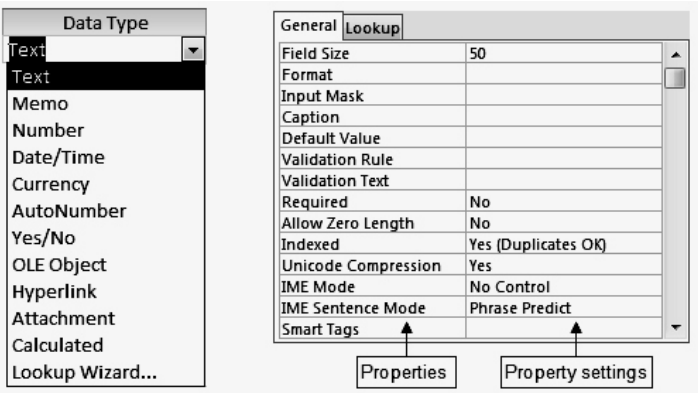 Data Type
Text
Text
Memo
Number
Date/Time
Currency
AutoNumber
Yes/No
OLE Object
Hyperlink
Attachment
Calculated
Lookup Wizard...
General Lookup
Field Size 50
Format
Input Mask
Caption
Default Value
Validation Rule
Validation Text
Required No
Allow Zero Length No
Indexed Yes (Duplicates OK)
Unicode Compression Yes
IME Mode No Control
IME Sentence Mode Phrase Predict
Smart Tags
Properties Property settings